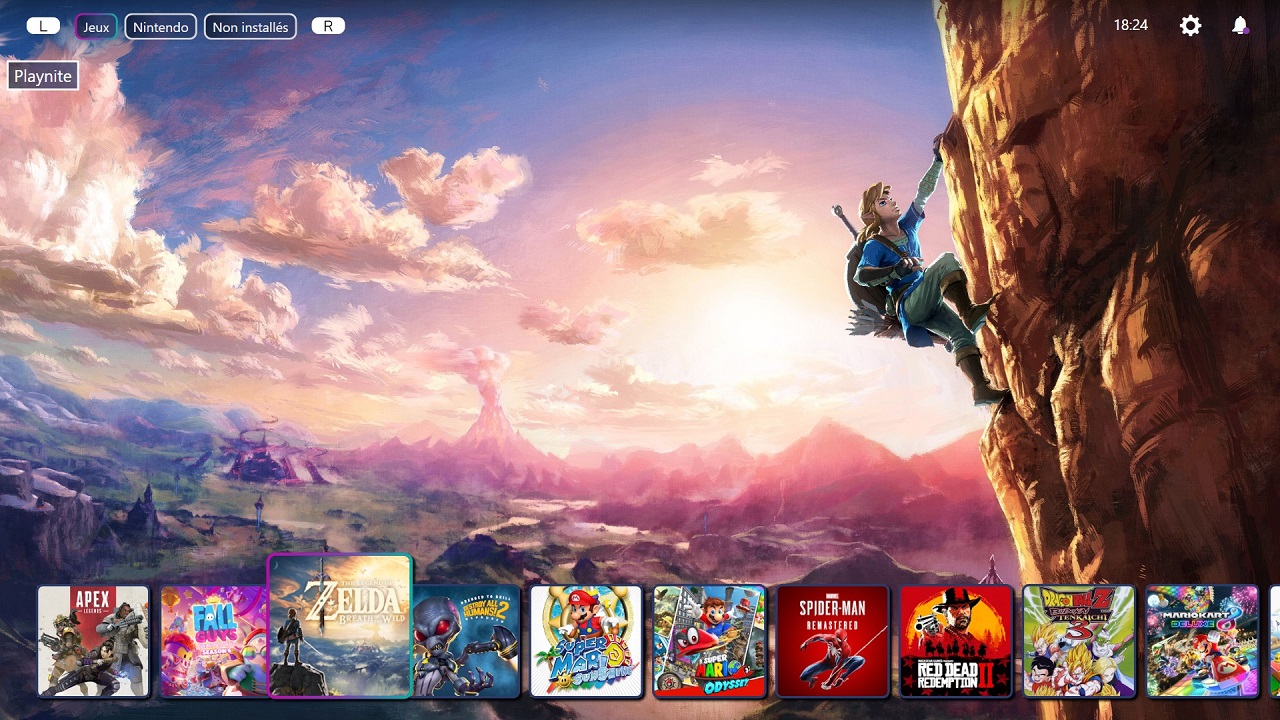 L
Jeux
Nintendo
Non installés
R
18:24
Playnite
APEX
LEGENDS
FALL
GUYS
THE LEGEND OF
ZELDA
BREATH OF THE WILD
DESTROY ALL
HUMANS! 2
SUPER
MARIO
SUNSHINE
SUPER
MARIO
ODYSSEY
MARVEL
SPIDER-MAN
REMASTERED
RED DEAD
REDEMPTION II
DRAGON BALL Z
BUDOKAI
TENKAICHI
3
MARIO KART 8
DELUXE